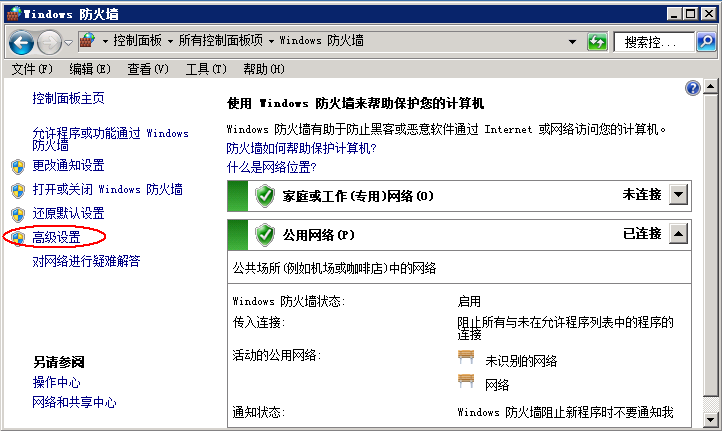 Windows 防火墙
控制面板 所有控制面板项 Windows 防火墙
搜索控...
文件(F) 编辑(E) 查看(V) 工具(T) 帮助(H)
控制面板主页
允许程序或功能通过 Windows
防火墙
更改通知设置
打开或关闭 Windows 防火墙
还原默认设置
高级设置
对网络进行疑难解答
另请参阅
操作中心
网络和共享中心
使用 Windows 防火墙来帮助保护您的计算机
Windows 防火墙有助于防止黑客或恶意软件通过 Internet 或网络访问您的计算机。
防火墙如何帮助保护计算机?
什么是网络位置?
家庭或工作(专用)网络(O) 未连接
公用网络(P) 已连接
公共场所(例如机场或咖啡店)中的网络
Windows 防火墙状态: 启用
传入连接: 阻止所有与未在允许程序列表中的程序的
连接
活动的公用网络: 未识别的网络
网络
通知状态: Windows 防火墙阻止新程序时不要通知我